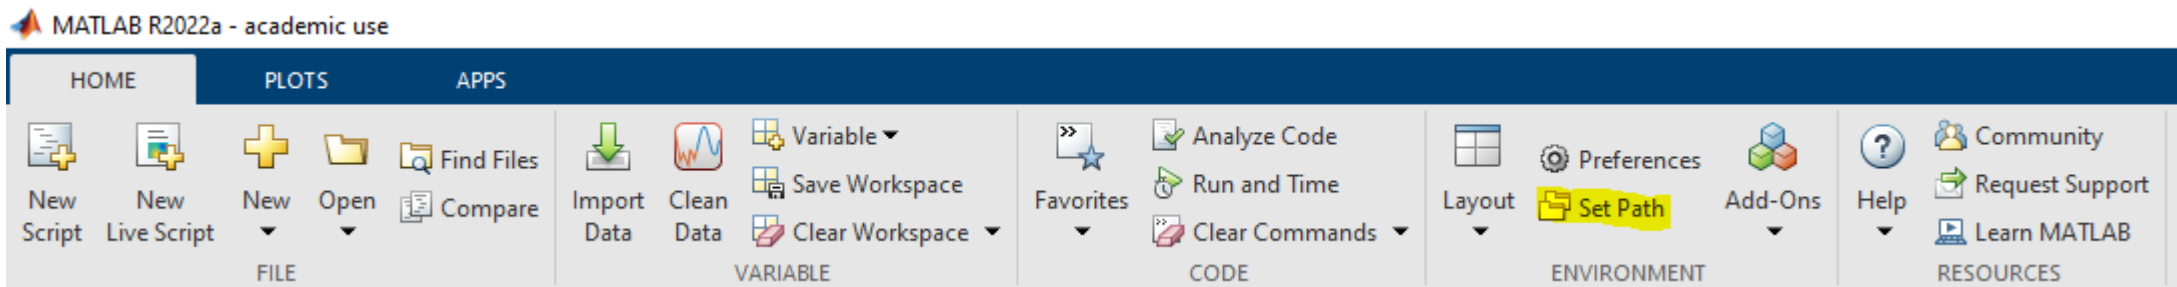 MATLAB R2022a - academic use
HOME PLOTS APPS
New Script
New Live Script
New
Open
Find Files
Compare
FILE
Import Data
Clean Data
Variable
Save Workspace
Clear Workspace
VARIABLE
Favorites
Analyze Code
Run and Time
Clear Commands
CODE
Layout
Preferences
Set Path
Add-Ons
ENVIRONMENT
Help
Community
Request Support
Learn MATLAB
RESOURCES